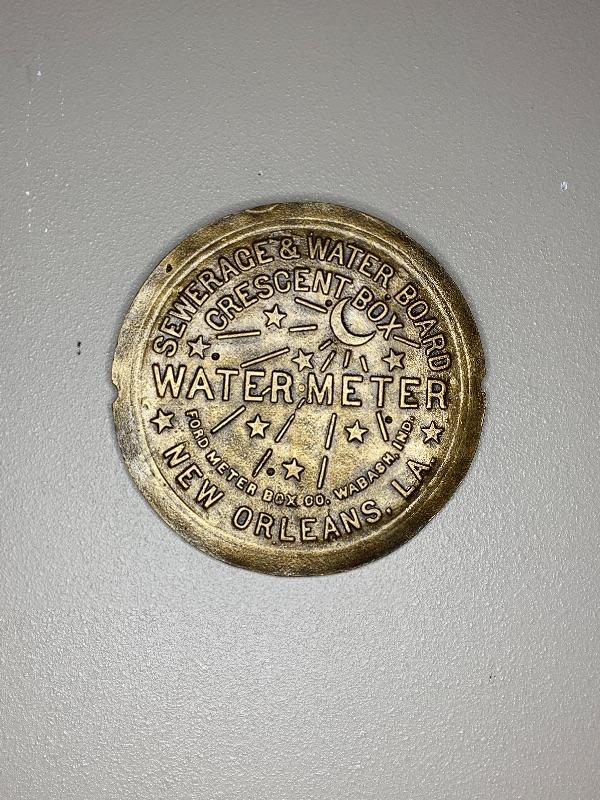 SEWERAGE & WATER BOARD
CRESCENT BOX
WATER METER
FORD METER BOX CO. WABASH, IND.
NEW ORLEANS, LA.